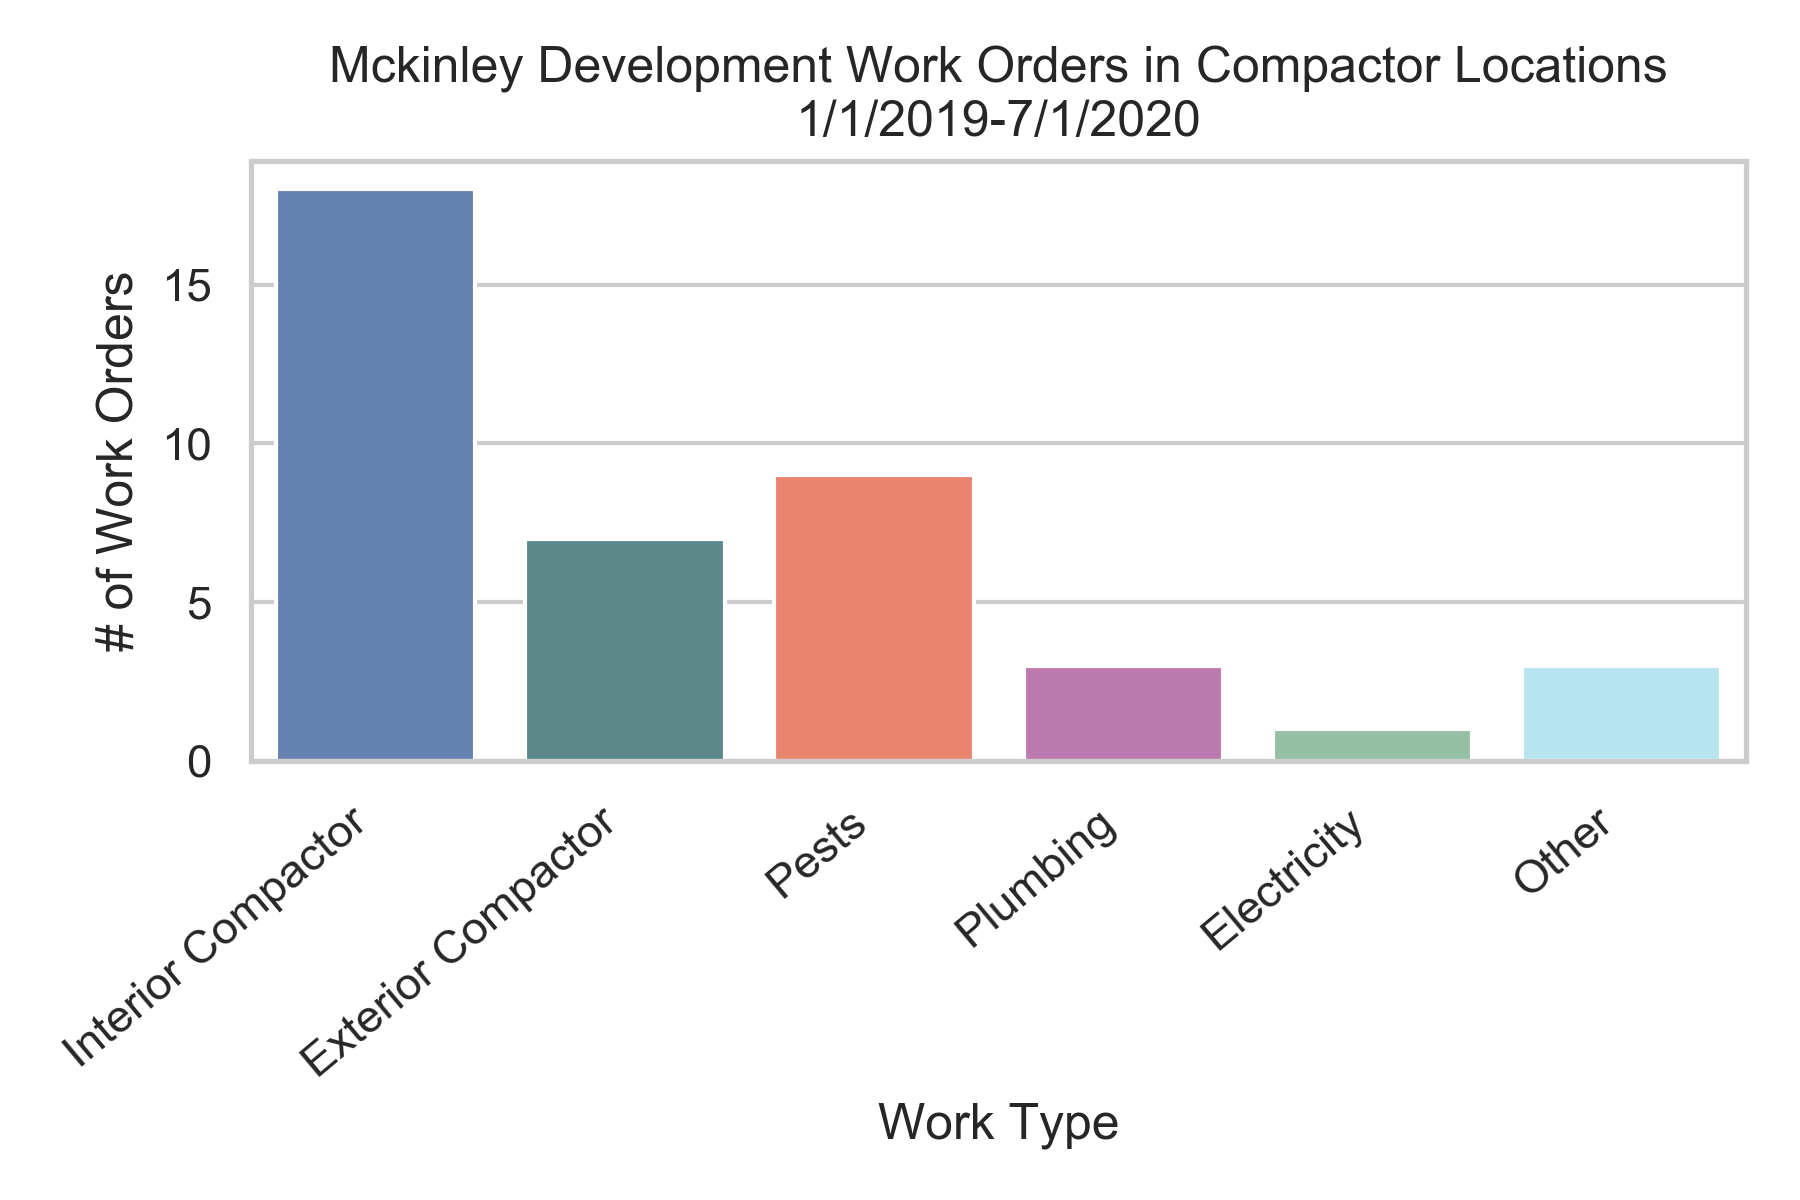 Mckinley Development Work Orders in Compactor Locations
1/1/2019-7/1/2020
# of Work Orders
15
10
5
0
Interior Compactor
Exterior Compactor
Pests
Plumbing
Electricity
Other
Work Type